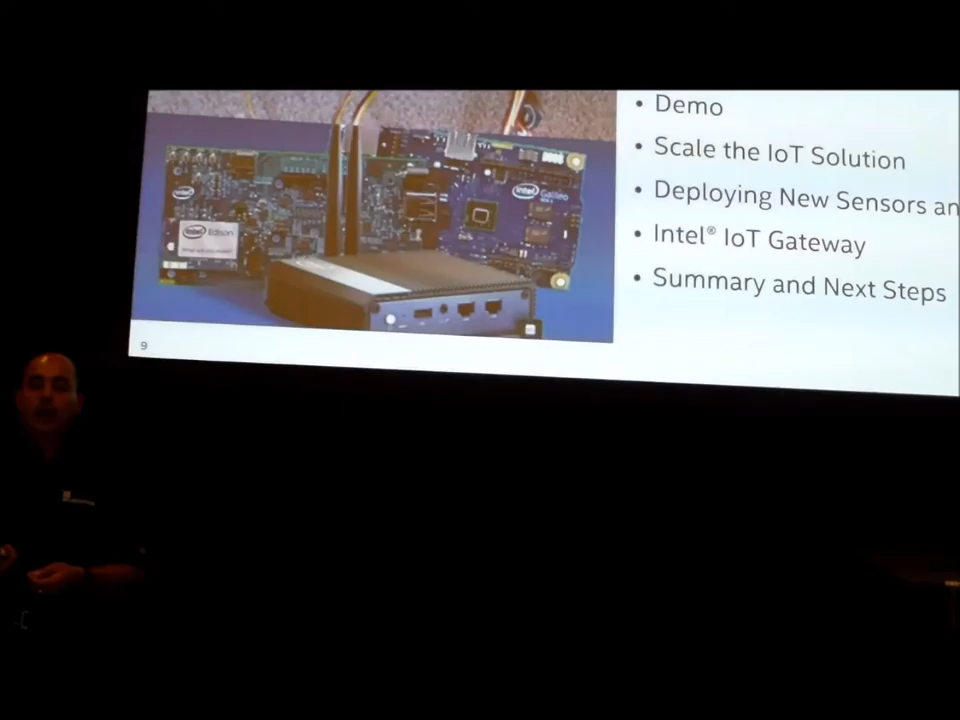 • Demo
• Scale the IoT Solution
• Deploying New Sensors an
• Intel® IoT Gateway
• Summary and Next Steps
intel
intel Edison
intel Galileo
9